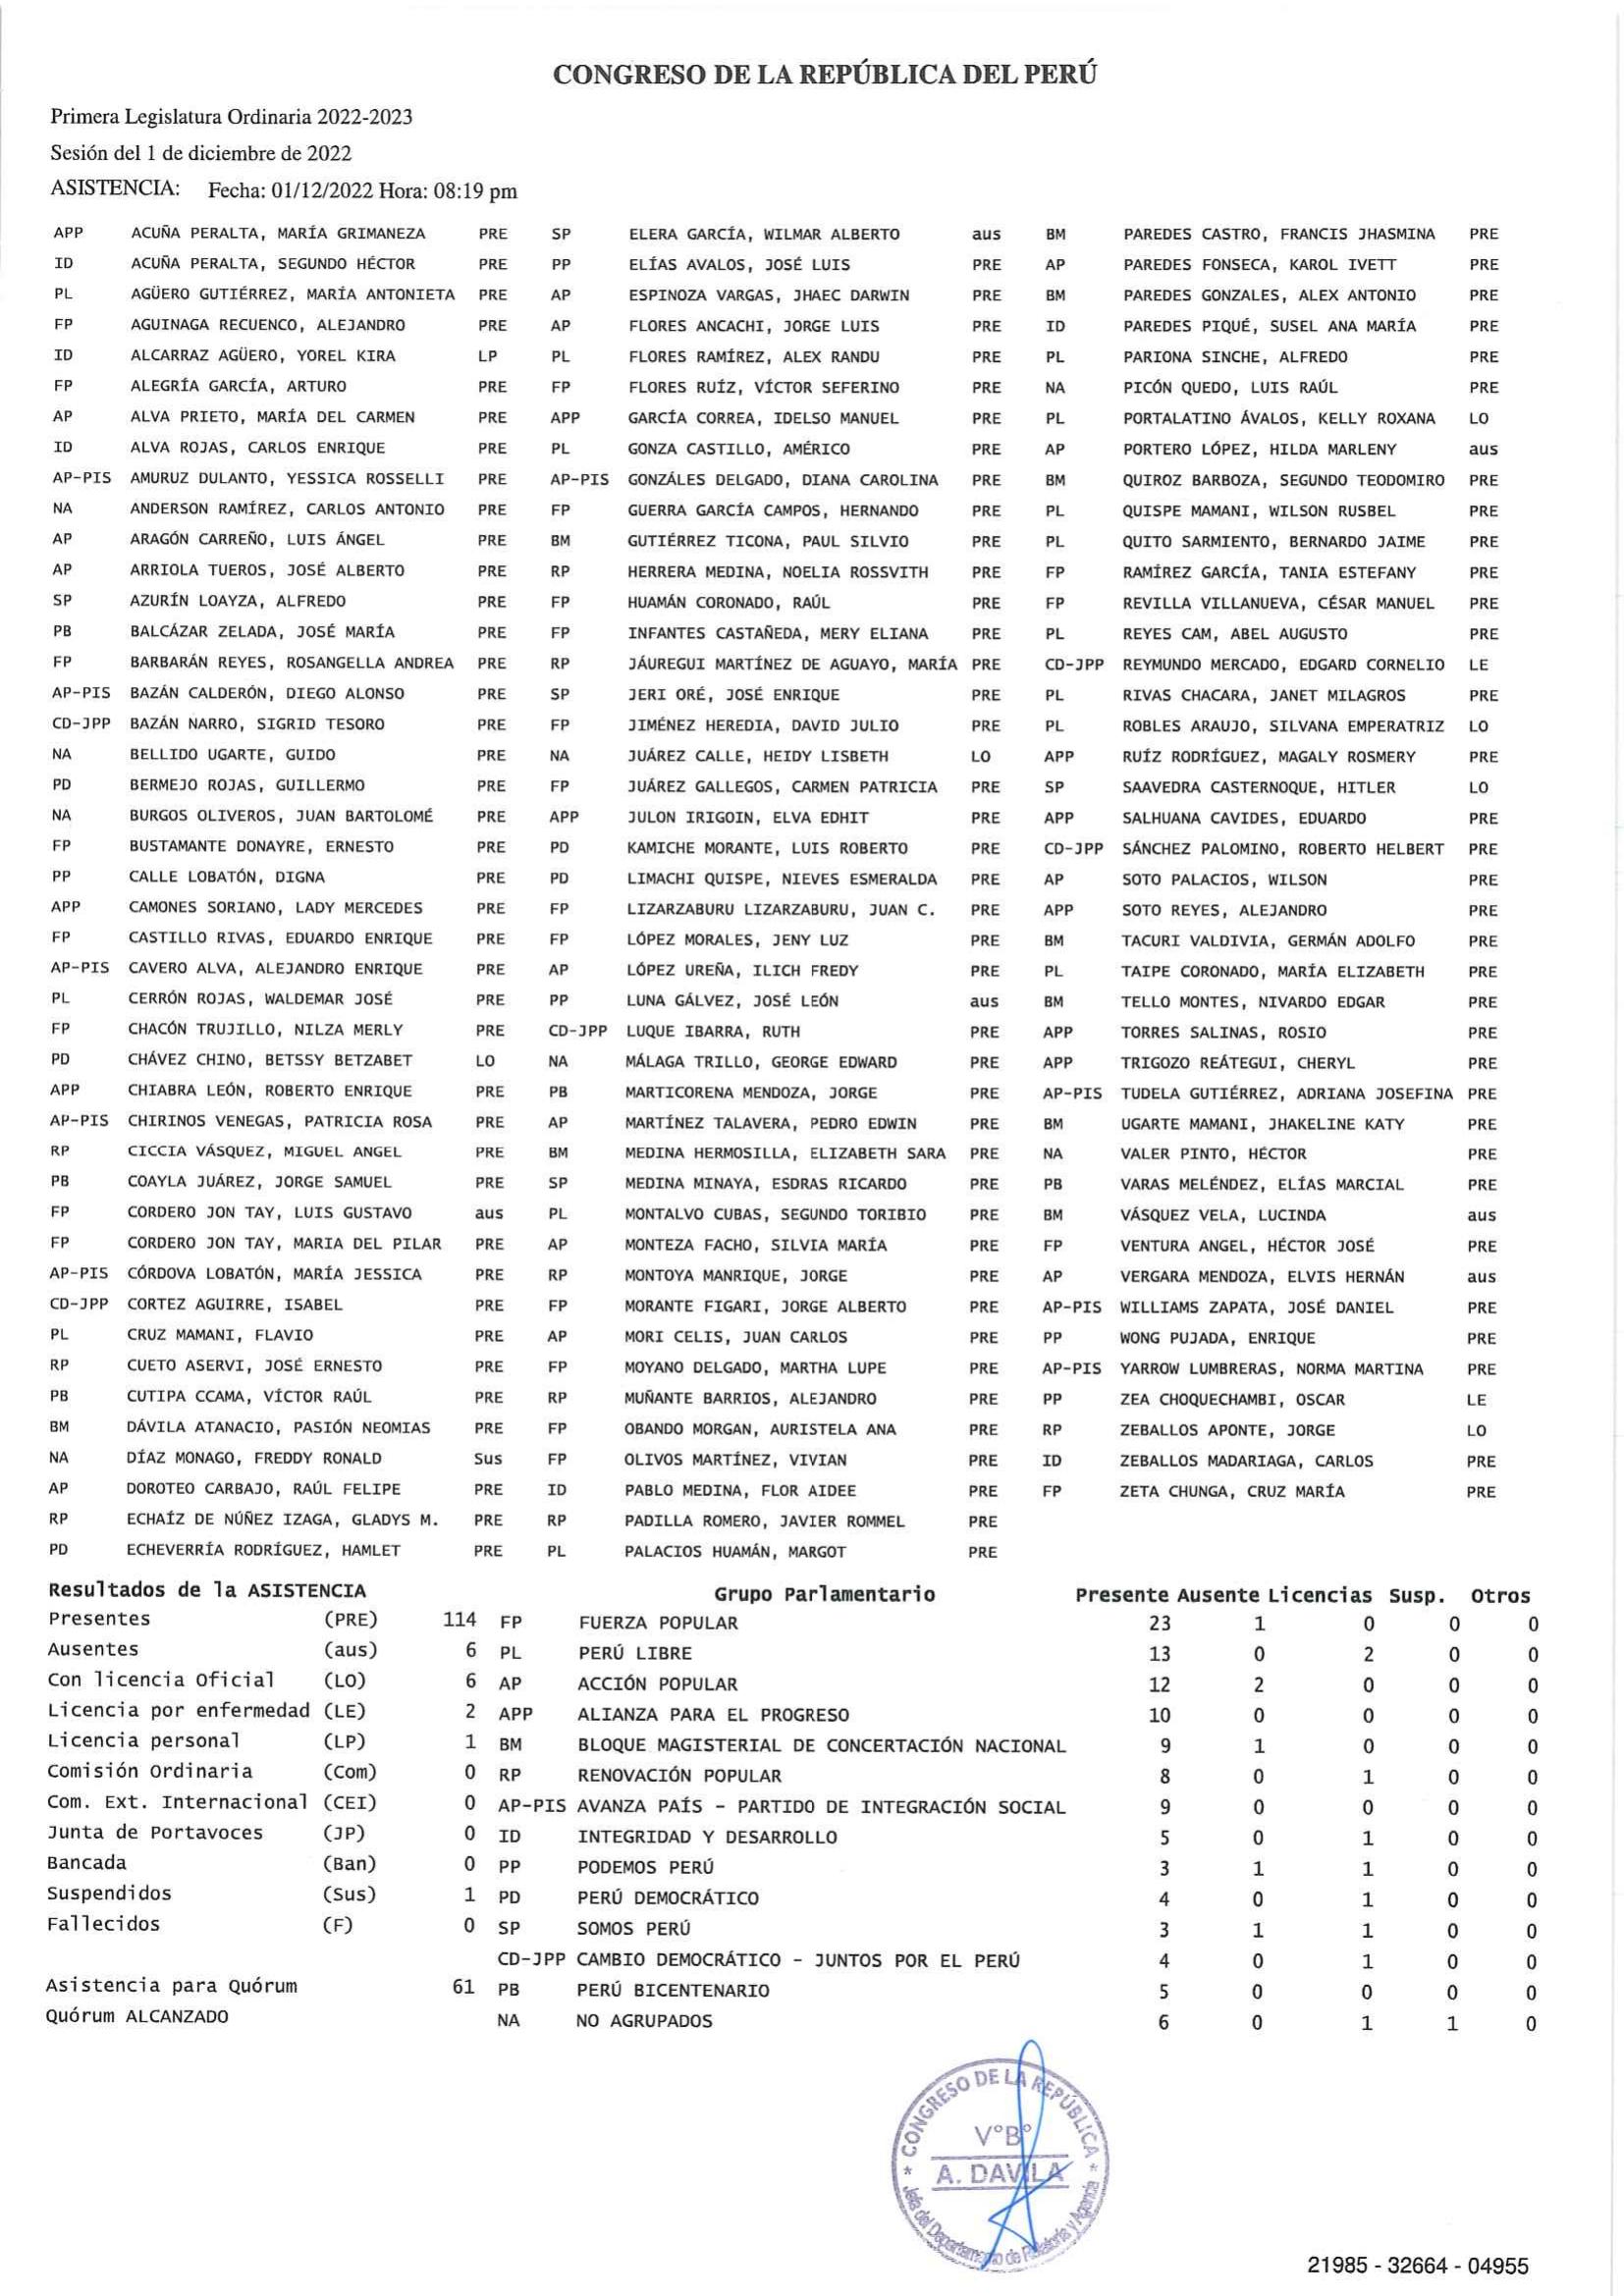 CONGRESO DE LA REPÚBLICA DEL PERÚ
Primera Legislatura Ordinaria 2022-2023
Sesión del 1 de diciembre de 2022
ASISTENCIA: Fecha: 01/12/2022 Hora: 08:19 pm
APP ACUÑA PERALTA, MARÍA GRIMANEZA PRE SP ELERA GARCÍA, WILMAR ALBERTO aus BM PAREDES CASTRO, FRANCIS JHASMINA PRE
ID ACUÑA PERALTA, SEGUNDO HÉCTOR PRE PP ELÍAS AVALOS, JOSÉ LUIS PRE AP PAREDES FONSECA, KAROL IVETT PRE
PL AGÜERO GUTIÉRREZ, MARÍA ANTONIETA PRE AP ESPINOZA VARGAS, JHAEC DARWIN PRE BM PAREDES GONZALES, ALEX ANTONIO PRE
FP AGUINAGA RECUENCO, ALEJANDRO PRE AP FLORES ANCACHI, JORGE LUIS PRE ID PAREDES PIQUÉ, SUSEL ANA MARÍA PRE
ID ALCARRAZ AGÜERO, YOREL KIRA LP PL FLORES RAMÍREZ, ALEX RANDU PRE PL PARIONA SINCHE, ALFREDO PRE
FP ALEGRÍA GARCÍA, ARTURO PRE FP FLORES RUÍZ, VÍCTOR SEFERINO PRE NA PICÓN QUEDO, LUIS RAÚL PRE
AP ALVA PRIETO, MARÍA DEL CARMEN PRE APP GARCÍA CORREA, IDELSO MANUEL PRE PL PORTALATINO ÁVALOS, KELLY ROXANA LO
ID ALVA ROJAS, CARLOS ENRIQUE PRE PL GONZA CASTILLO, AMÉRICO PRE AP PORTERO LÓPEZ, HILDA MARLENY aus
AP-PIS AMURUZ DULANTO, YESSICA ROSSELLI PRE AP-PIS GONZÁLES DELGADO, DIANA CAROLINA PRE BM QUIROZ BARBOZA, SEGUNDO TEODOMIRO PRE
NA ANDERSON RAMÍREZ, CARLOS ANTONIO PRE FP GUERRA GARCÍA CAMPOS, HERNANDO PRE PL QUISPE MAMANI, WILSON RUSBEL PRE
AP ARAGÓN CARREÑO, LUIS ÁNGEL PRE BM GUTIÉRREZ TICONA, PAUL SILVIO PRE PL QUITO SARMIENTO, BERNARDO JAIME PRE
AP ARRIOLA TUEROS, JOSÉ ALBERTO PRE RP HERRERA MEDINA, NOELIA ROSSVITH PRE FP RAMÍREZ GARCÍA, TANIA ESTEFANY PRE
SP AZURÍN LOAYZA, ALFREDO PRE FP HUAMÁN CORONADO, RAÚL PRE FP REVILLA VILLANUEVA, CÉSAR MANUEL PRE
PB BALCÁZAR ZELADA, JOSÉ MARÍA PRE FP INFANTES CASTAÑEDA, MERY ELIANA PRE PL REYES CAM, ABEL AUGUSTO PRE
FP BARBARÁN REYES, ROSANGELLA ANDREA PRE RP JÁUREGUI MARTÍNEZ DE AGUAYO, MARÍA PRE CD-JPP REYMUNDO MERCADO, EDGARD CORNELIO LE
AP-PIS BAZÁN CALDERÓN, DIEGO ALONSO PRE SP JERI ORÉ, JOSÉ ENRIQUE PRE PL RIVAS CHACARA, JANET MILAGROS PRE
CD-JPP BAZÁN NARRO, SIGRID TESORO PRE FP JIMÉNEZ HEREDIA, DAVID JULIO PRE PL ROBLES ARAUJO, SILVANA EMPERATRIZ LO
NA BELLIDO UGARTE, GUIDO PRE NA JUÁREZ CALLE, HEIDY LISBETH LO APP RUÍZ RODRÍGUEZ, MAGALY ROSMERY PRE
PD BERMEJO ROJAS, GUILLERMO PRE FP JUÁREZ GALLEGOS, CARMEN PATRICIA PRE SP SAAVEDRA CASTERNOQUE, HITLER LO
NA BURGOS OLIVEROS, JUAN BARTOLOMÉ PRE APP JULON IRIGOIN, ELVA EDHIT PRE APP SALHUANA CAVIDES, EDUARDO PRE
FP BUSTAMANTE DONAYRE, ERNESTO PRE PD KAMICHE MORANTE, LUIS ROBERTO PRE CD-JPP SÁNCHEZ PALOMINO, ROBERTO HELBERT PRE
PP CALLE LOBATÓN, DIGNA PRE PD LIMACHI QUISPE, NIEVES ESMERALDA PRE AP SOTO PALACIOS, WILSON PRE
APP CAMONES SORIANO, LADY MERCEDES PRE FP LIZARZABURU LIZARZABURU, JUAN C. PRE APP SOTO REYES, ALEJANDRO PRE
FP CASTILLO RIVAS, EDUARDO ENRIQUE PRE FP LÓPEZ MORALES, JENY LUZ PRE BM TACURI VALDIVIA, GERMÁN ADOLFO PRE
AP-PIS CAVERO ALVA, ALEJANDRO ENRIQUE PRE AP LÓPEZ UREÑA, ILICH FREDY PRE PL TAIPE CORONADO, MARÍA ELIZABETH PRE
PL CERRÓN ROJAS, WALDEMAR JOSÉ PRE PP LUNA GÁLVEZ, JOSÉ LEÓN aus BM TELLO MONTES, NIVARDO EDGAR PRE
FP CHACÓN TRUJILLO, NILZA MERLY PRE CD-JPP LUQUE IBARRA, RUTH PRE APP TORRES SALINAS, ROSIO PRE
PD CHÁVEZ CHINO, BETSSY BETZABET LO NA MÁLAGA TRILLO, GEORGE EDWARD PRE APP TRIGOZO REÁTEGUI, CHERYL PRE
APP CHIABRA LEÓN, ROBERTO ENRIQUE PRE PB MARTICORENA MENDOZA, JORGE PRE AP-PIS TUDELA GUTIÉRREZ, ADRIANA JOSEFINA PRE
AP-PIS CHIRINOS VENEGAS, PATRICIA ROSA PRE AP MARTÍNEZ TALAVERA, PEDRO EDWIN PRE BM UGARTE MAMANI, JHAKELINE KATY PRE
RP CICCIA VÁSQUEZ, MIGUEL ANGEL PRE BM MEDINA HERMOSILLA, ELIZABETH SARA PRE NA VALER PINTO, HÉCTOR PRE
PB COAYLA JUÁREZ, JORGE SAMUEL PRE SP MEDINA MINAYA, ESDRAS RICARDO PRE PB VARAS MELÉNDEZ, ELÍAS MARCIAL PRE
FP CORDERO JON TAY, LUIS GUSTAVO aus PL MONTALVO CUBAS, SEGUNDO TORIBIO PRE BM VÁSQUEZ VELA, LUCINDA aus
FP CORDERO JON TAY, MARIA DEL PILAR PRE AP MONTEZA FACHO, SILVIA MARÍA PRE FP VENTURA ANGEL, HÉCTOR JOSÉ PRE
AP-PIS CÓRDOVA LOBATÓN, MARÍA JESSICA PRE RP MONTOYA MANRIQUE, JORGE PRE AP VERGARA MENDOZA, ELVIS HERNÁN aus
CD-JPP CORTEZ AGUIRRE, ISABEL PRE FP MORANTE FIGARI, JORGE ALBERTO PRE AP-PIS WILLIAMS ZAPATA, JOSÉ DANIEL PRE
PL CRUZ MAMANI, FLAVIO PRE AP MORI CELIS, JUAN CARLOS PRE PP WONG PUJADA, ENRIQUE PRE
RP CUETO ASERVI, JOSÉ ERNESTO PRE FP MOYANO DELGADO, MARTHA LUPE PRE AP-PIS YARROW LUMBRERAS, NORMA MARTINA PRE
PB CUTIPA CCAMA, VÍCTOR RAÚL PRE RP MUÑANTE BARRIOS, ALEJANDRO PRE PP ZEA CHOQUECHAMBI, OSCAR LE
BM DÁVILA ATANACIO, PASIÓN NEOMIAS PRE FP OBANDO MORGAN, AURISTELA ANA PRE RP ZEBALLOS APONTE, JORGE LO
NA DÍAZ MONAGO, FREDDY RONALD Sus FP OLIVOS MARTÍNEZ, VIVIAN PRE ID ZEBALLOS MADARIAGA, CARLOS PRE
AP DOROTEO CARBAJO, RAÚL FELIPE PRE ID PABLO MEDINA, FLOR AIDEE PRE FP ZETA CHUNGA, CRUZ MARÍA PRE
RP ECHAÍZ DE NÚÑEZ IZAGA, GLADYS M. PRE RP PADILLA ROMERO, JAVIER ROMMEL PRE
PD ECHEVERRÍA RODRÍGUEZ, HAMLET PRE PL PALACIOS HUAMÁN, MARGOT PRE
Resultados de la ASISTENCIA Grupo Parlamentario Presente Ausente Licencias Susp. Otros
Presentes (PRE) 114 FP FUERZA POPULAR 23 1 0 0 0
Ausentes (aus) 6 PL PERÚ LIBRE 13 0 2 0 0
Con licencia Oficial (LO) 6 AP ACCIÓN POPULAR 12 2 0 0 0
Licencia por enfermedad (LE) 2 APP ALIANZA PARA EL PROGRESO 10 0 0 0 0
Licencia personal (LP) 1 BM BLOQUE MAGISTERIAL DE CONCERTACIÓN NACIONAL 9 1 0 0 0
Comisión Ordinaria (Com) 0 RP RENOVACIÓN POPULAR 8 0 1 0 0
Com. Ext. Internacional (CEI) 0 AP-PIS AVANZA PAÍS - PARTIDO DE INTEGRACIÓN SOCIAL 9 0 0 0 0
Junta de Portavoces (JP) 0 ID INTEGRIDAD Y DESARROLLO 5 0 1 0 0
Bancada (Ban) 0 PP PODEMOS PERÚ 3 1 1 0 0
Suspendidos (Sus) 1 PD PERÚ DEMOCRÁTICO 4 0 1 0 0
Fallecidos (F) 0 SP SOMOS PERÚ 3 1 1 0 0
CD-JPP CAMBIO DEMOCRÁTICO - JUNTOS POR EL PERÚ 4 0 1 0 0
Asistencia para Quórum 61 PB PERÚ BICENTENARIO 5 0 0 0 0
Quórum ALCANZADO NA NO AGRUPADOS 6 0 1 1 0
* CONGRESO DE LA REPÚBLICA *
V°B°
A. DAVILA
Jefa del Departamento de Relatoría y Agenda
21985 - 32664 - 04955